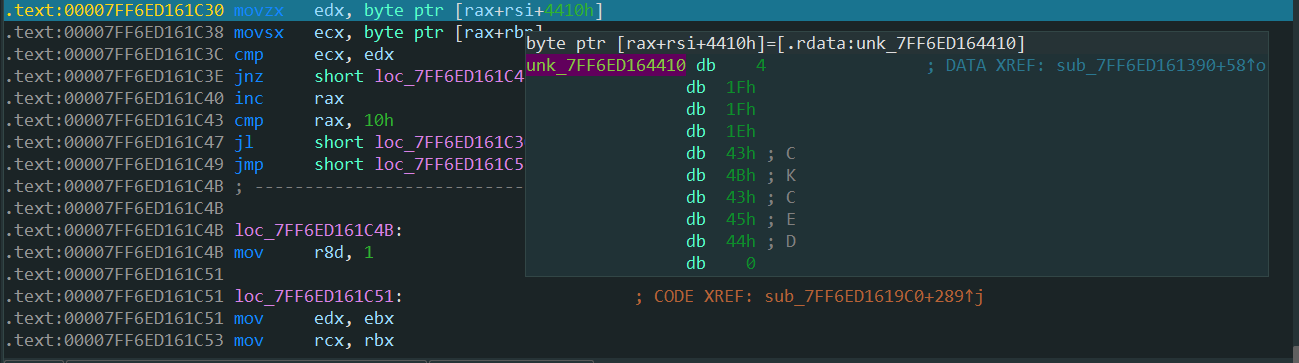 .text:00007FF6ED161C30 movzx edx, byte ptr [rax+rsi+4410h]
.text:00007FF6ED161C38 movsx ecx, byte ptr [rax+rbp]
byte ptr [rax+rsi+4410h]=[.rdata:unk_7FF6ED164410]
.text:00007FF6ED161C3C cmp ecx, edx
unk_7FF6ED164410 db 4 ; DATA XREF: sub_7FF6ED161390+58↑o
.text:00007FF6ED161C3E jnz short loc_7FF6ED161C4
db 1Fh
.text:00007FF6ED161C40 inc rax
db 1Fh
.text:00007FF6ED161C43 cmp rax, 10h
db 1Eh
.text:00007FF6ED161C47 jl short loc_7FF6ED161C3
db 43h ; C
.text:00007FF6ED161C49 jmp short loc_7FF6ED161C5
db 4Bh ; K
.text:00007FF6ED161C4B ; ------------------------------
db 43h ; C
.text:00007FF6ED161C4B
db 45h ; E
.text:00007FF6ED161C4B loc_7FF6ED161C4B:
db 44h ; D
.text:00007FF6ED161C4B mov r8d, 1
db 0
.text:00007FF6ED161C51
.text:00007FF6ED161C51 loc_7FF6ED161C51: ; CODE XREF: sub_7FF6ED1619C0+289↑j
.text:00007FF6ED161C51 mov edx, ebx
.text:00007FF6ED161C53 mov rcx, rbx